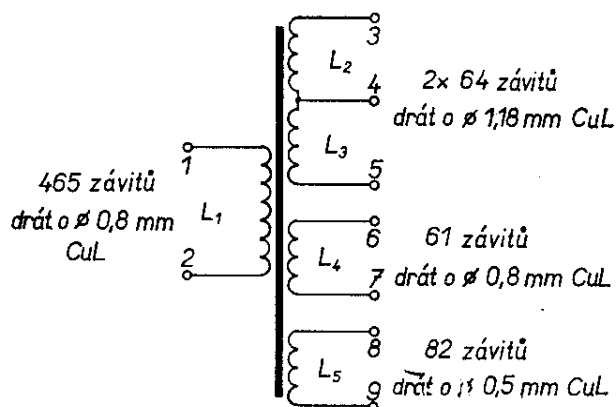 3
L₂
4
2x 64 závitů
drát o ø 1,18 mm CuL
L₃
5
1
465 závitů
drát o ø 0,8 mm
CuL
L₁
2
6
61 závitů
L₄
7
drát o ø 0,8 mm CuL
8
82 závitů
L₅
9
drát o ø 0,5 mm CuL